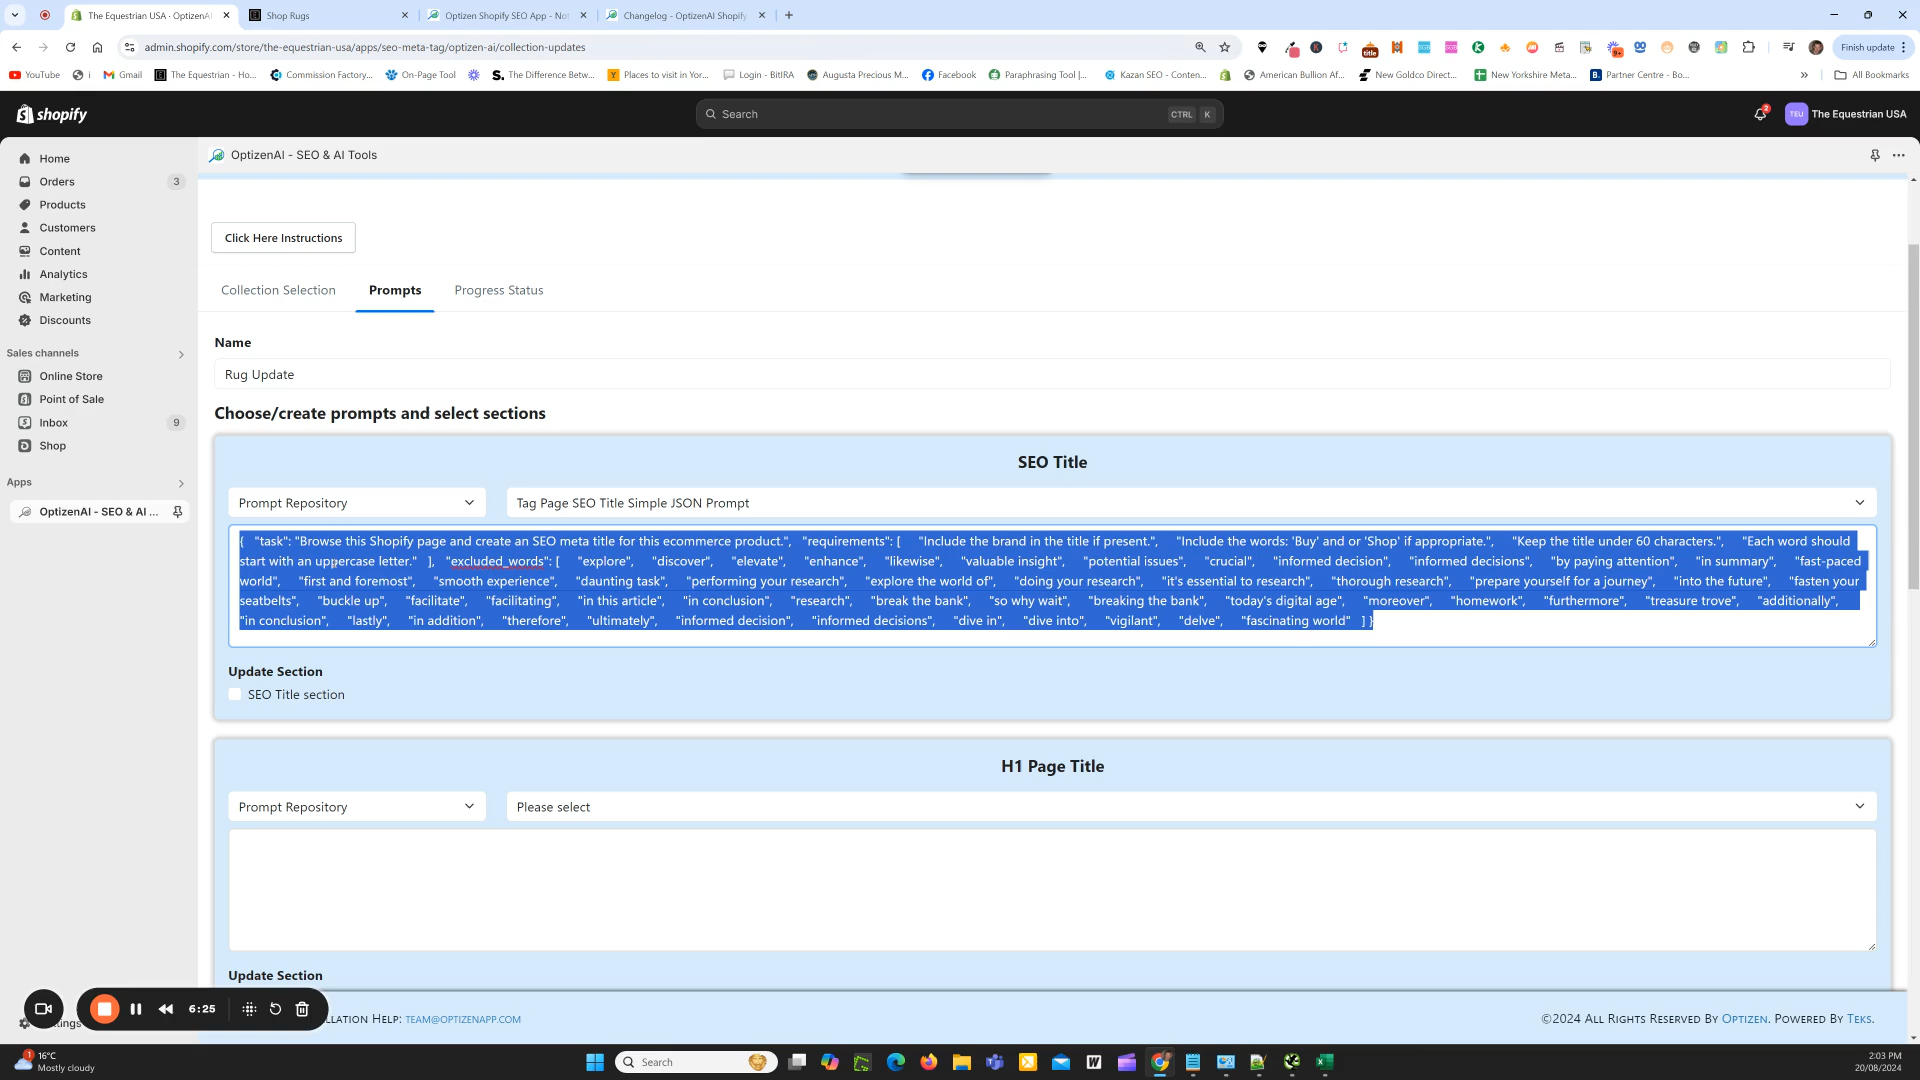 The Equestrian USA · OptizenAI
Shop Rugs
Optizen Shopify SEO App - Not
Changelog - OptizenAI Shopify
admin.shopify.com/store/the-equestrian-usa/apps/seo-meta-tag/optizen-ai/collection-updates
Finish update
YouTube
i
Gmail
The Equestrian - Ho...
Commission Factory...
On-Page Tool
The Difference Betw...
Places to visit in Yor...
Login - BitIRA
Augusta Precious M...
Facebook
Paraphrasing Tool |...
Kazan SEO - Conten...
American Bullion Af...
New Goldco Direct...
New Yorkshire Meta...
Partner Centre - Bo...
All Bookmarks
shopify
Search
CTRL K
2
TEU
The Equestrian USA
Home
Orders 3
Products
Customers
Content
Analytics
Marketing
Discounts
Sales channels
Online Store
Point of Sale
Inbox 9
Shop
Apps
OptizenAI - SEO & AI ...
OptizenAI - SEO & AI Tools
Click Here Instructions
Collection Selection
Prompts
Progress Status
Name
Rug Update
Choose/create prompts and select sections
SEO Title
Prompt Repository
Tag Page SEO Title Simple JSON Prompt
{ "task": "Browse this Shopify page and create an SEO meta title for this ecommerce product.", "requirements": [ "Include the brand in the title if present.", "Include the words: 'Buy' and or 'Shop' if appropriate.", "Keep the title under 60 characters.", "Each word should
start with an uppercase letter." ], "excluded_words": [ "explore", "discover", "elevate", "enhance", "likewise", "valuable insight", "potential issues", "crucial", "informed decision", "informed decisions", "by paying attention", "in summary", "fast-paced
world", "first and foremost", "smooth experience", "daunting task", "performing your research", "explore the world of", "doing your research", "it's essential to research", "thorough research", "prepare yourself for a journey", "into the future", "fasten your
seatbelts", "buckle up", "facilitate", "facilitating", "in this article", "in conclusion", "research", "break the bank", "so why wait", "breaking the bank", "today's digital age", "moreover", "homework", "furthermore", "treasure trove", "additionally",
"in conclusion", "lastly", "in addition", "therefore", "ultimately", "informed decision", "informed decisions", "dive in", "dive into", "vigilant", "delve", "fascinating world" ] }
Update Section
SEO Title section
H1 Page Title
Prompt Repository
Please select
Update Section
6:25
LLATION HELP: TEAM@OPTIZENAPP.COM
©2024 ALL RIGHTS RESERVED BY OPTIZEN. POWERED BY TEKS.
1
16°C
Mostly cloudy
Search
2:03 PM
20/08/2024